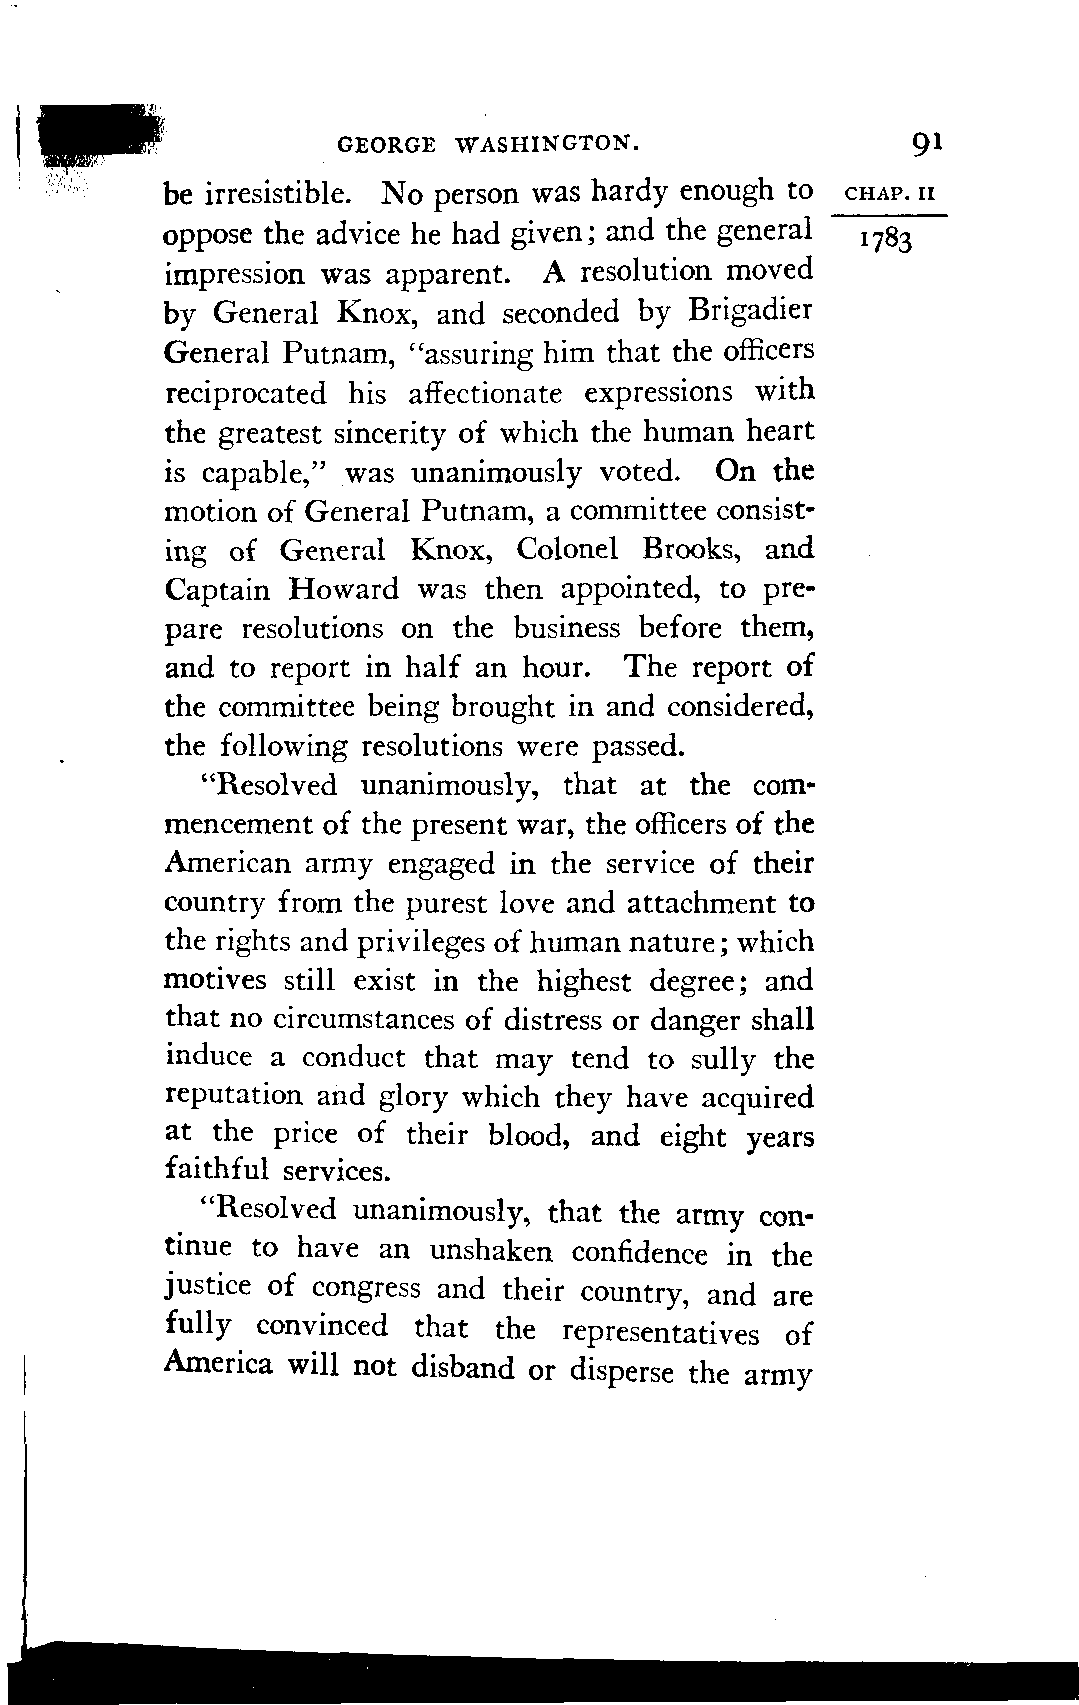 GEORGE WASHINGTON. 91
be irresistible. No person was hardy enough to CHAP. II
oppose the advice he had given; and the general 1783
impression was apparent. A resolution moved
by General Knox, and seconded by Brigadier
General Putnam, “assuring him that the officers
reciprocated his affectionate expressions with
the greatest sincerity of which the human heart
is capable,” was unanimously voted. On the
motion of General Putnam, a committee consist-
ing of General Knox, Colonel Brooks, and
Captain Howard was then appointed, to pre-
pare resolutions on the business before them,
and to report in half an hour. The report of
the committee being brought in and considered,
the following resolutions were passed.
“Resolved unanimously, that at the com-
mencement of the present war, the officers of the
American army engaged in the service of their
country from the purest love and attachment to
the rights and privileges of human nature; which
motives still exist in the highest degree; and
that no circumstances of distress or danger shall
induce a conduct that may tend to sully the
reputation and glory which they have acquired
at the price of their blood, and eight years
faithful services.
“Resolved unanimously, that the army con-
tinue to have an unshaken confidence in the
justice of congress and their country, and are
fully convinced that the representatives of
America will not disband or disperse the army